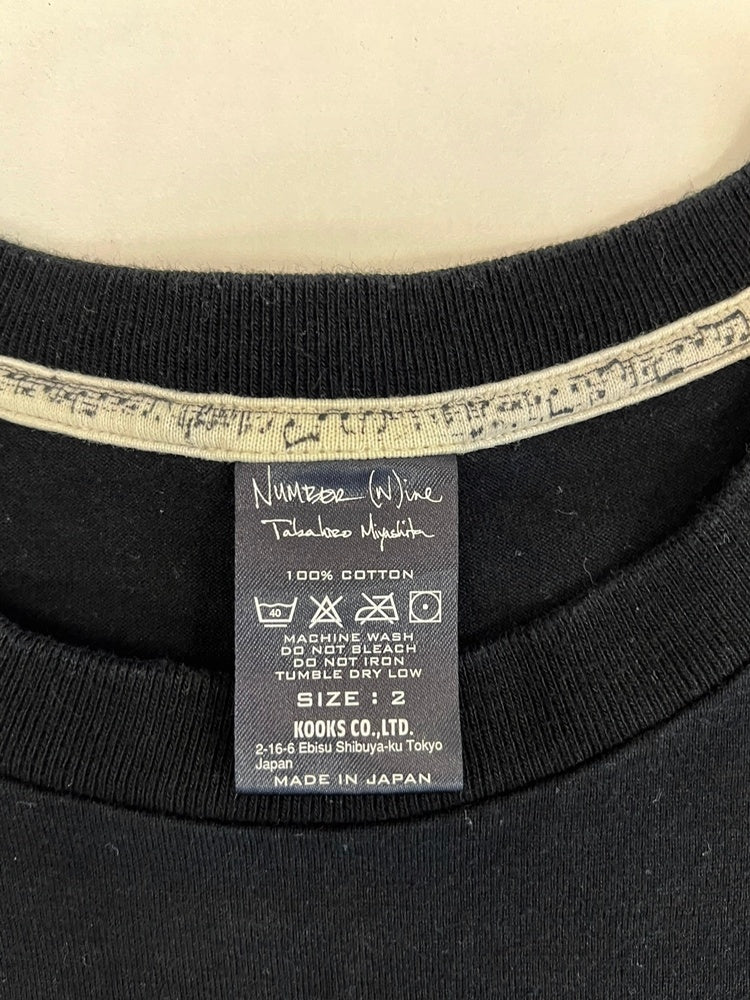 NUMBER (N)ine
Takahiro Miyashita
100% COTTON
40
MACHINE WASH
DO NOT BLEACH
DO NOT IRON
TUMBLE DRY LOW
SIZE : 2
KOOKS CO.,LTD.
2-16-6 Ebisu Shibuya-ku Tokyo
Japan
MADE IN JAPAN